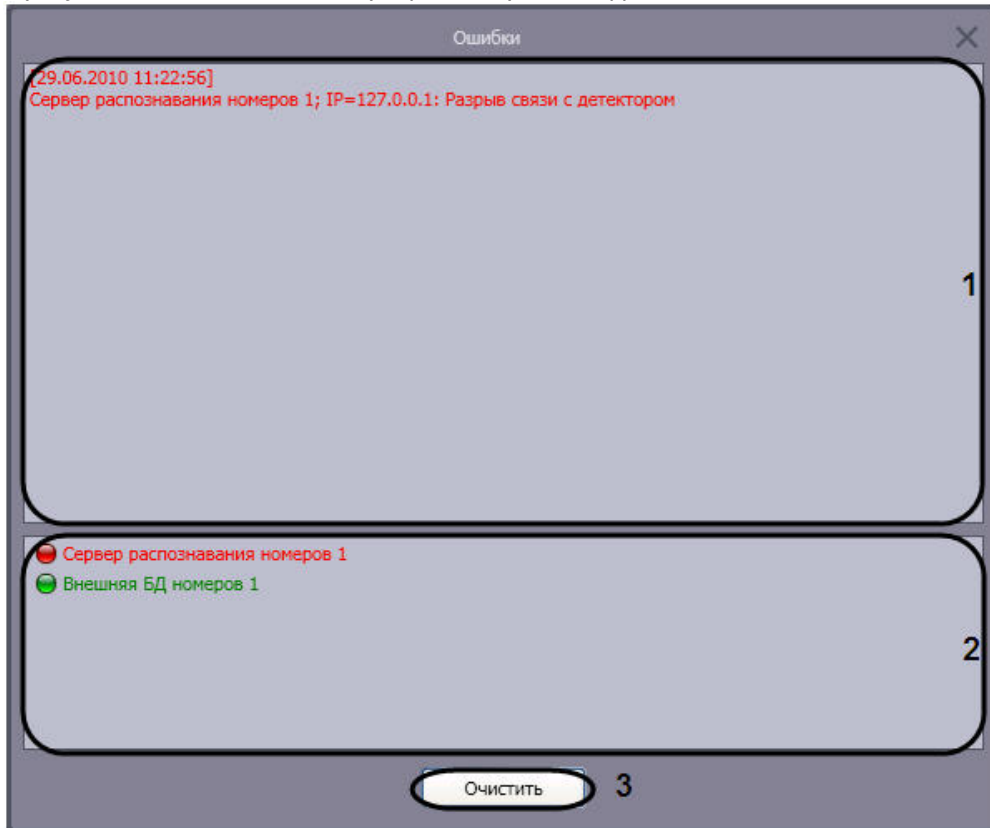 Ошибки
[29.06.2010 11:22:56]
Сервер распознавания номеров 1; IP=127.0.0.1: Разрыв связи с детектором
1
Сервер распознавания номеров 1
Внешняя БД номеров 1
2
Очистить
3